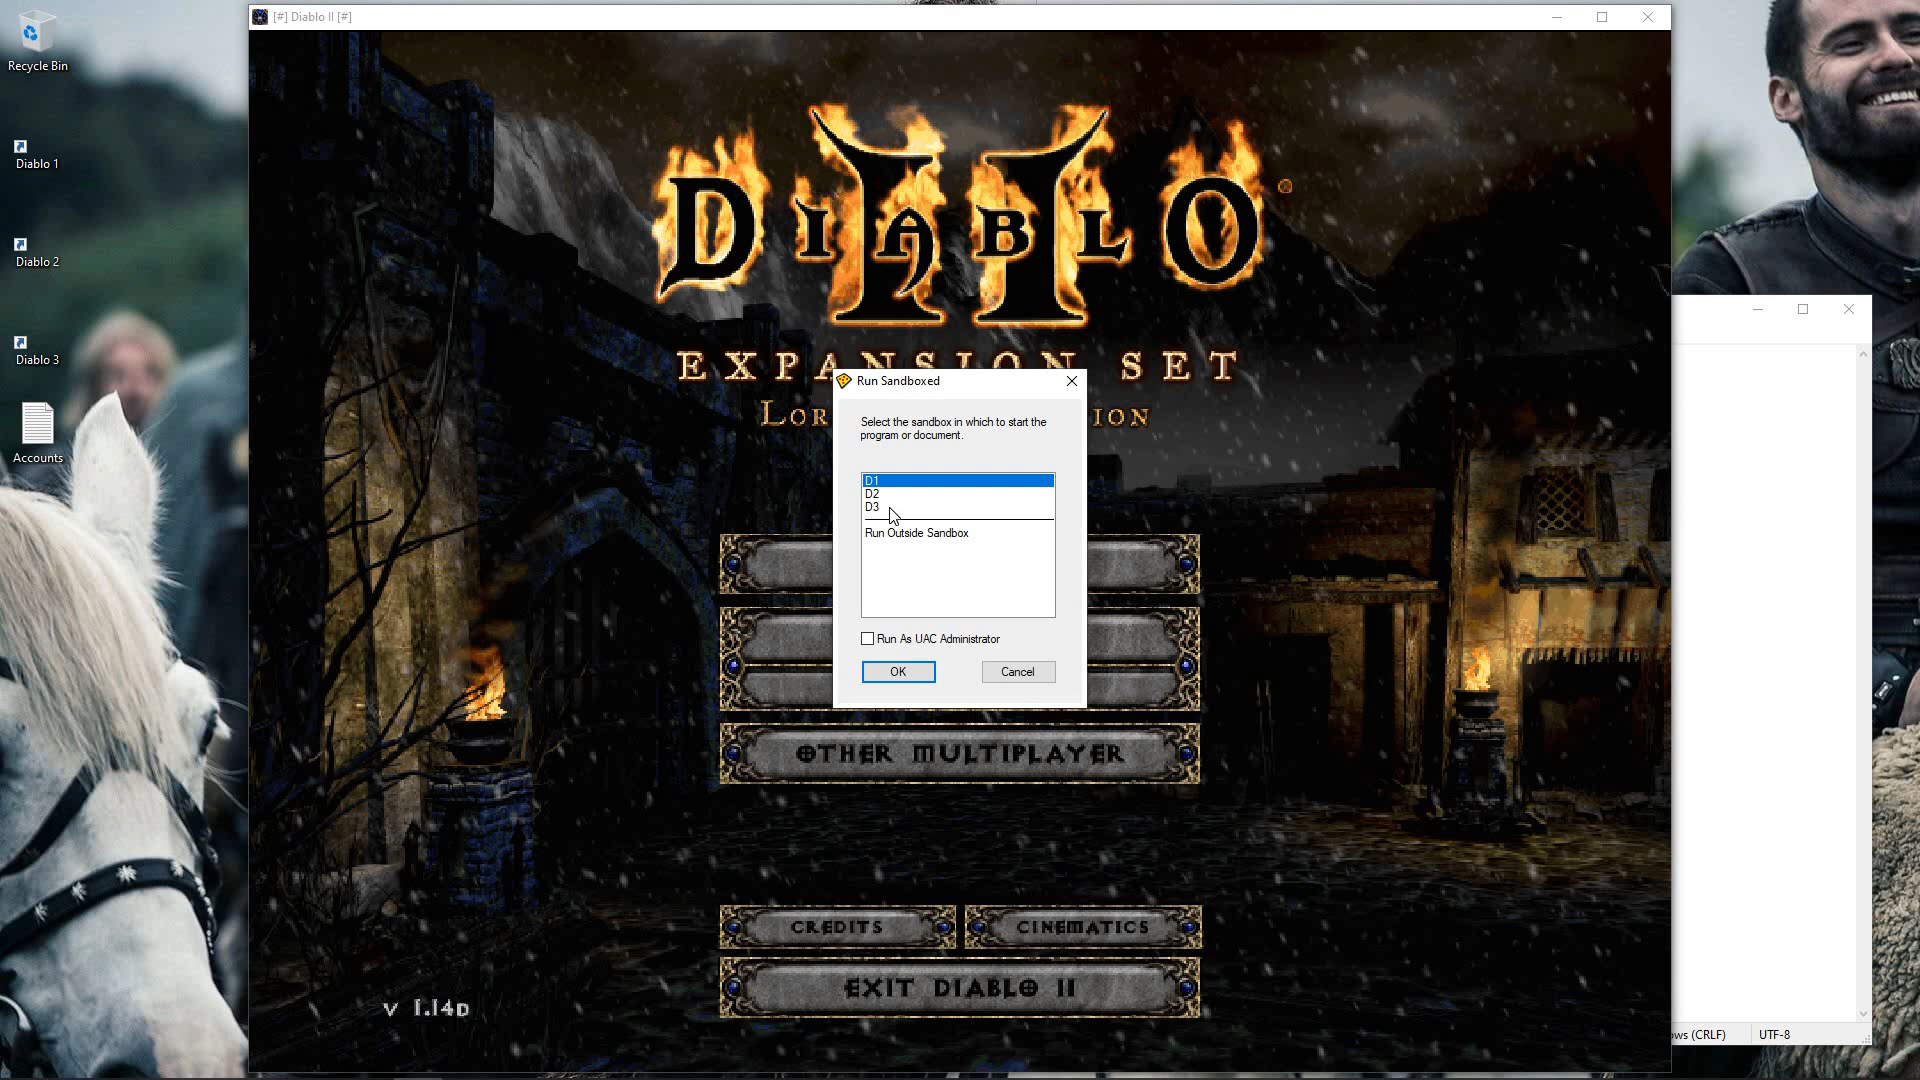 [#] Diablo II [#]
Recycle Bin
Diablo 1
Diablo 2
Diablo 3
Accounts
DIABLO II
EXPANSION SET
Run Sandboxed
Select the sandbox in which to start the
program or document.
D1
D2
D3
Run Outside Sandbox
Run As UAC Administrator
OK
Cancel
OTHER MULTIPLAYER
CREDITS
CINEMATICS
EXIT DIABLO II
v 1.14D
(CRLF)
UTF-8